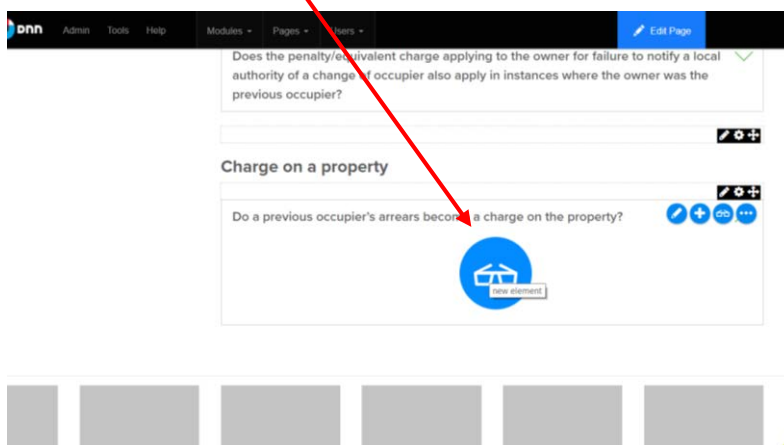 DNN Admin Tools Help Modules Pages Users Edit Page
Does the penalty/equivalent charge applying to the owner for failure to notify a local
authority of a change of occupier also apply in instances where the owner was the
previous occupier?
Charge on a property
Do a previous occupier's arrears become a charge on the property?
new element